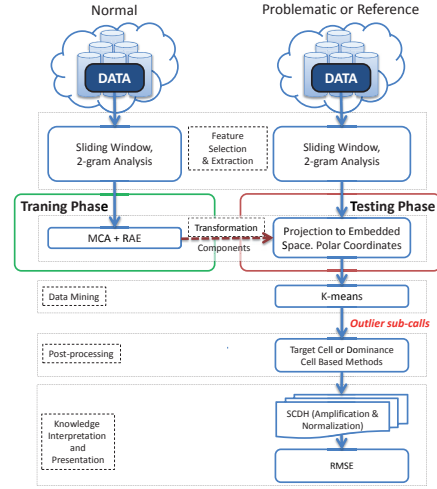 Normal
Problematic or Reference
DATA
DATA
Sliding Window,
2-gram Analysis
Feature
Selection
& Extraction
Sliding Window,
2-gram Analysis
Traning Phase
Testing Phase
MCA + RAE
Transformation
Components
Projection to Embedded
Space. Polar Coordinates
Data Mining
K-means
Outlier sub-calls
Post-processing
Target Cell or Dominance
Cell Based Methods
Knowledge
Interpretation
and
Presentation
SCDH (Amplification &
Normalization)
RMSE